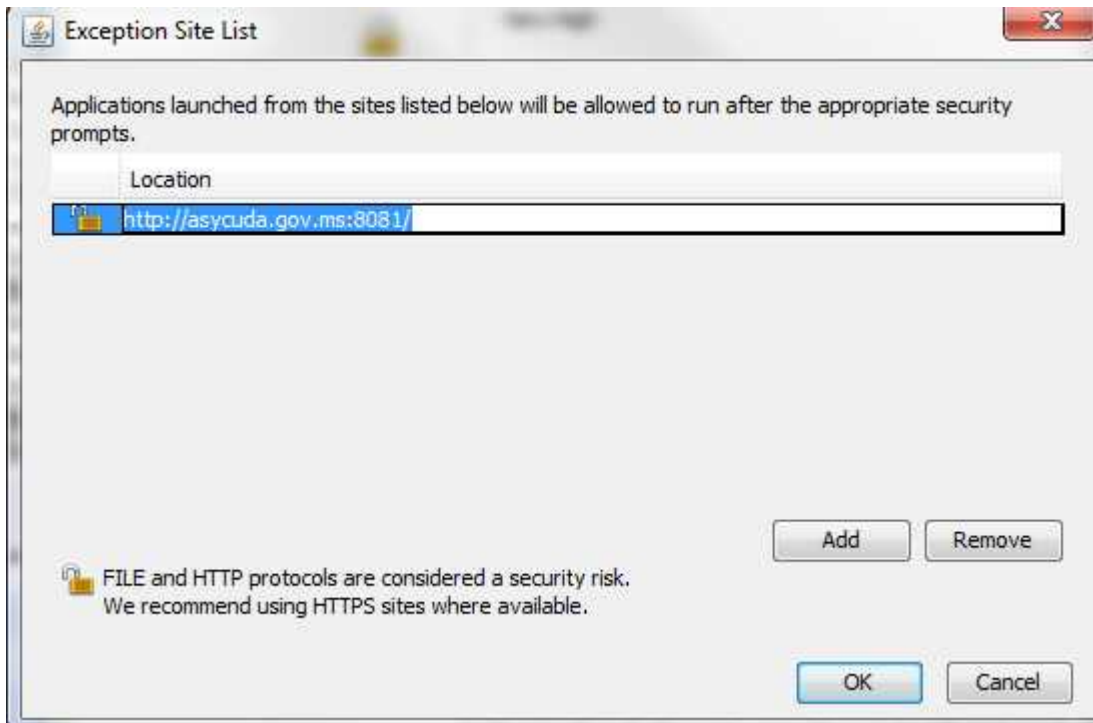 Exception Site List
Applications launched from the sites listed below will be allowed to run after the appropriate security
prompts.
Location
http://asycuda.gov.ms:8081/
Add
Remove
FILE and HTTP protocols are considered a security risk.
We recommend using HTTPS sites where available.
OK
Cancel